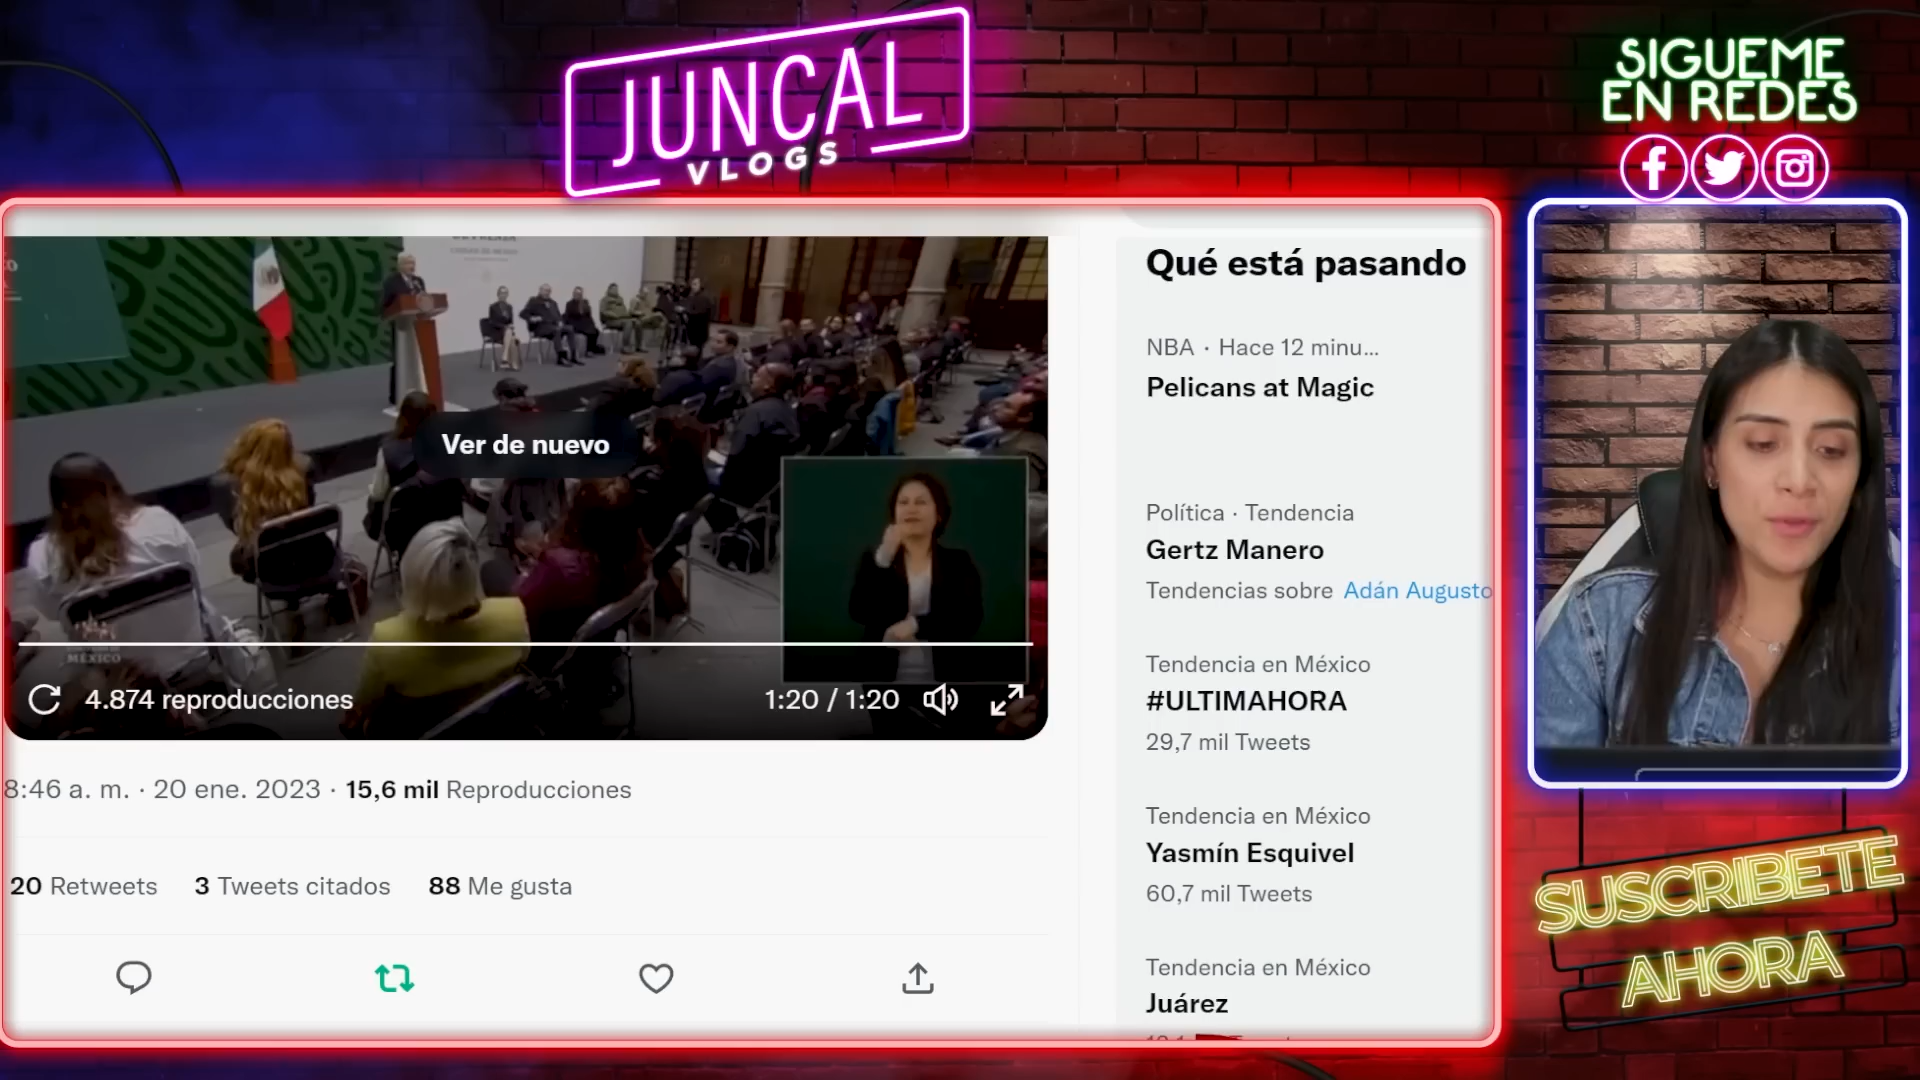 JUNCAL
VLOGS
SIGUEME
EN REDES
Ver de nuevo
MÉXICO
4.874 reproducciones
1:20 / 1:20
8:46 a. m. · 20 ene. 2023 · 15,6 mil Reproducciones
20 Retweets 3 Tweets citados 88 Me gusta
Qué está pasando
NBA · Hace 12 minu...
Pelicans at Magic
Política · Tendencia
Gertz Manero
Tendencias sobre Adán Augusto
Tendencia en México
#ULTIMAHORA
29,7 mil Tweets
Tendencia en México
Yasmín Esquivel
60,7 mil Tweets
Tendencia en México
Juárez
SUSCRIBETE
AHORA